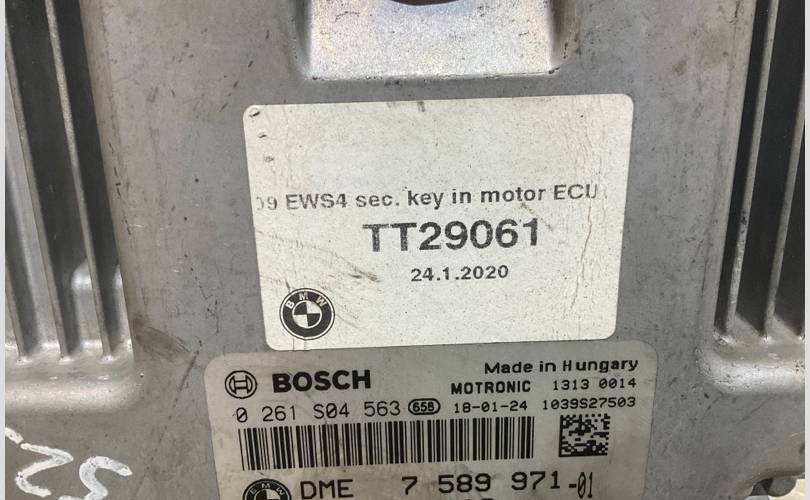 09 EWS4 sec. key in motor ECU
TT29061
24.1.2020
BMW
Made in Hungary
BOSCH
MOTRONIC 1313 0014
0 261 S04 563 658 18-01-24 1039S27503
DME 7 589 971-01
52